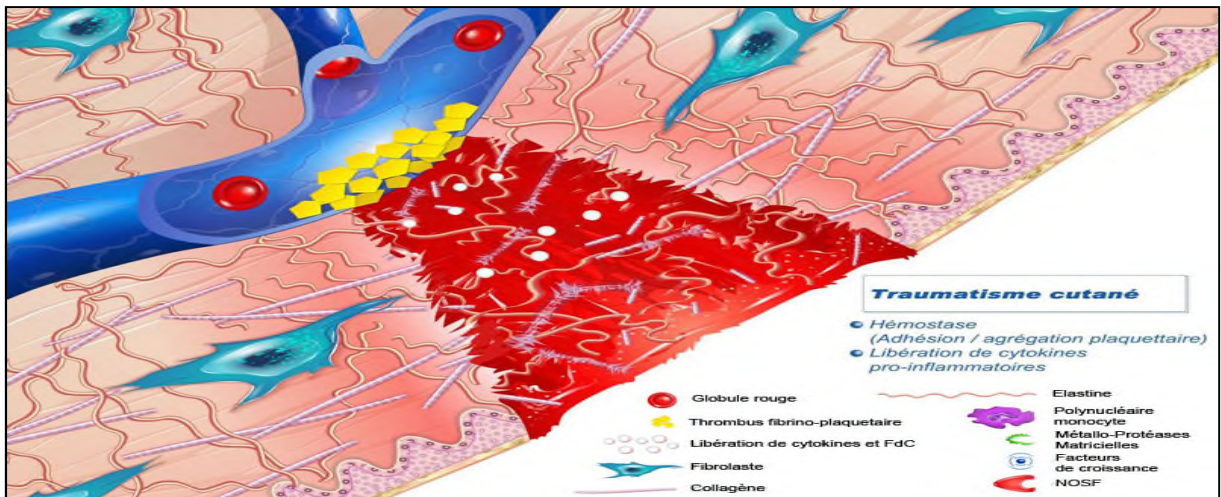 Traumatisme cutané
Hémostase
(Adhésion / agrégation plaquettaire)
Libération de cytokines
pro-inflammatoires
Globule rouge
Thrombus fibrino-plaquetaire
Libération de cytokines et FdC
Fibrolaste
Collagène
Elastine
Polynucléaire
monocyte
Métallo-Protéases
Matricielles
Facteurs
de croissance
NOSF